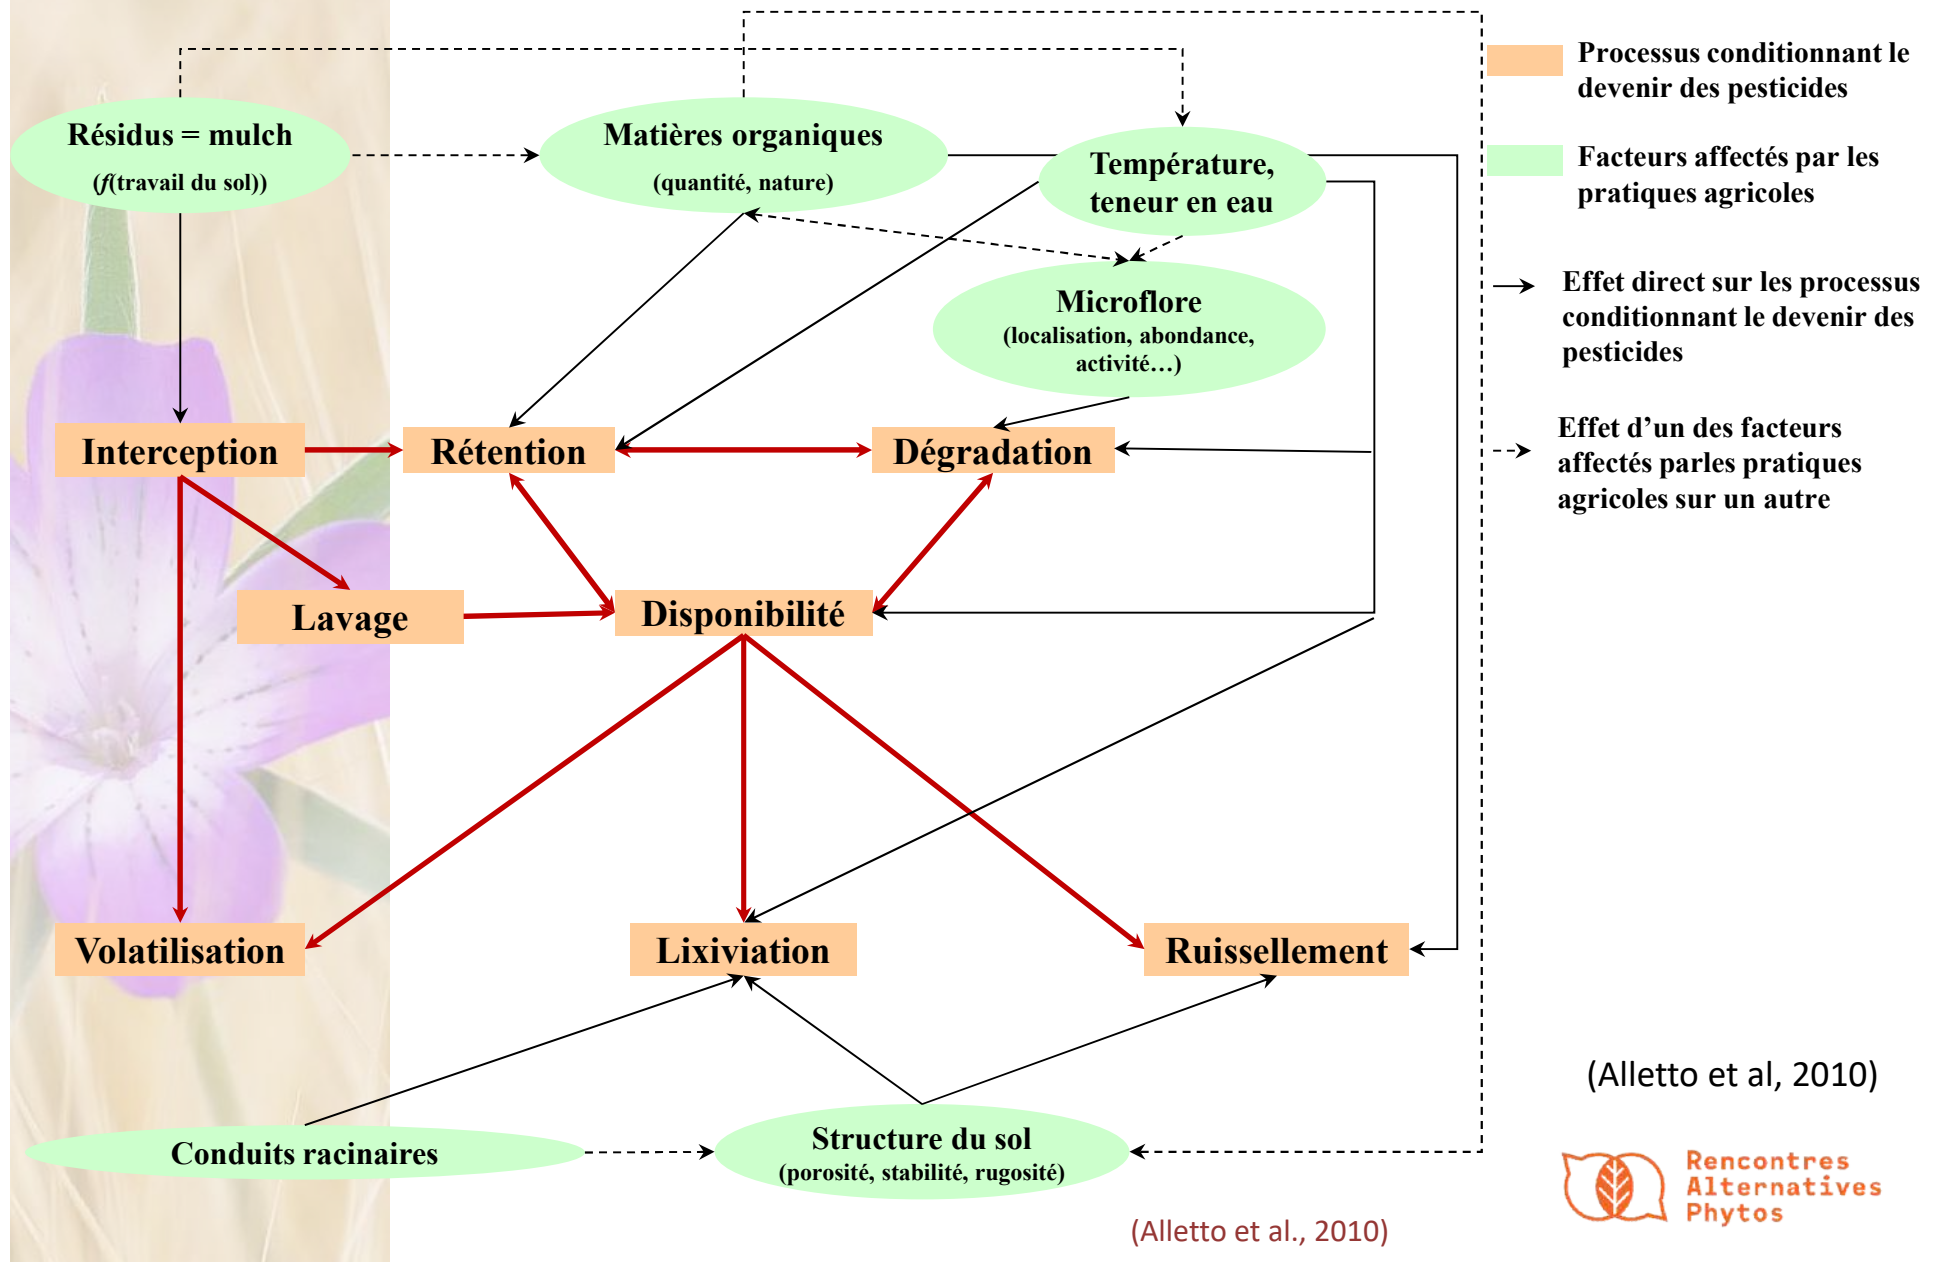 Résidus = mulch
(f(travail du sol))
Matières organiques
(quantité, nature)
Température,
teneur en eau
Microflore
(localisation, abondance,
activité…)
Interception
Rétention
Dégradation
Lavage
Disponibilité
Volatilisation
Lixiviation
Ruissellement
Conduits racinaires
Structure du sol
(porosité, stabilité, rugosité)
(Alletto et al., 2010)
Processus conditionnant le
devenir des pesticides
Facteurs affectés par les
pratiques agricoles
Effet direct sur les processus
conditionnant le devenir des
pesticides
Effet d’un des facteurs
affectés parles pratiques
agricoles sur un autre
(Alletto et al, 2010)
Rencontres
Alternatives
Phytos